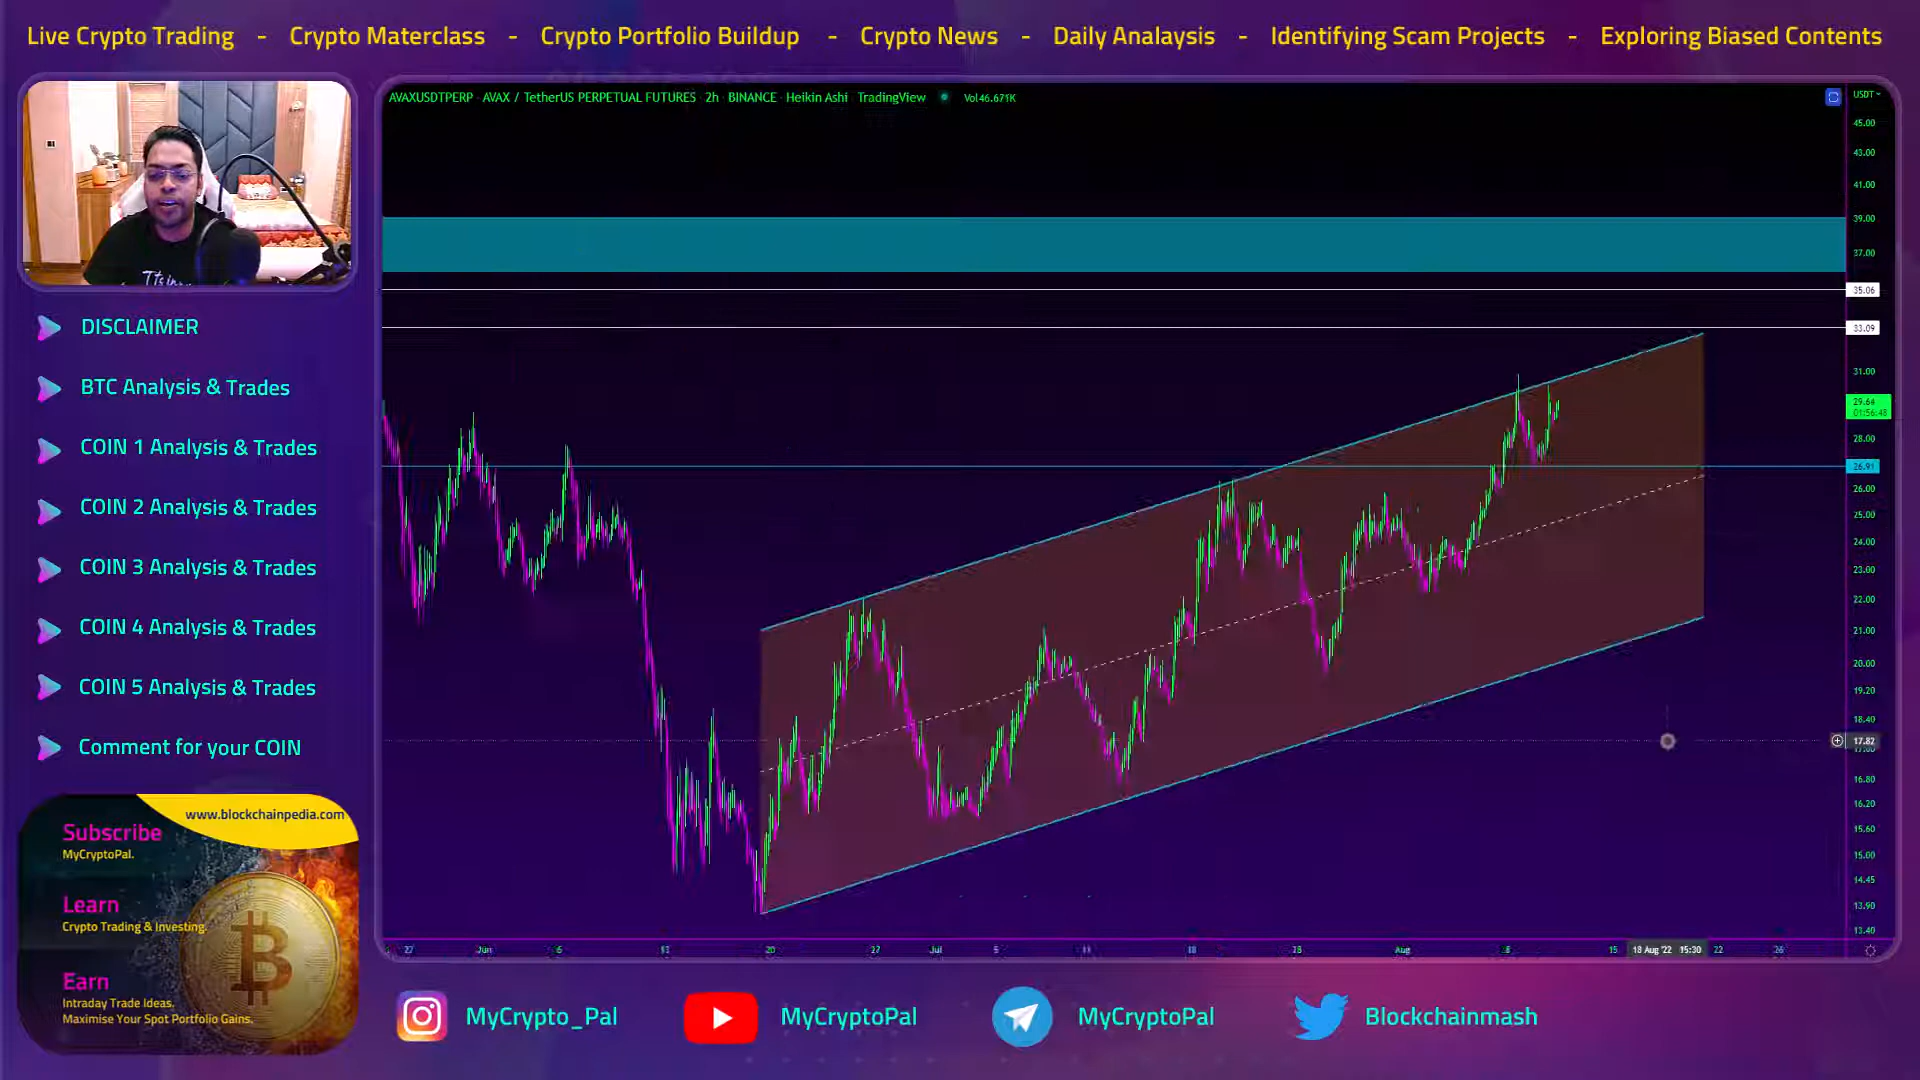 Live Crypto Trading - Crypto Materclass - Crypto Portfolio Buildup - Crypto News - Daily Analaysis - Identifying Scam Projects - Exploring Biased Contents
AVAXUSDTPERP · AVAX / TetherUS PERPETUAL FUTURES · 2h · BINANCE · Heikin Ashi · TradingView Vol46.671K
USDT
45.00
43.00
41.00
39.00
37.00
35.06
33.09
31.00
29.64
01:56:48
28.00
26.91
26.00
25.00
24.00
23.00
22.00
21.00
20.00
19.20
18.40
17.82
16.80
16.20
15.60
15.00
14.45
13.90
13.40
27 Jun 6 13 20 27 Jul 5 11 18 Aug 8 15 18 Aug '22 15:30 22 26
DISCLAIMER
BTC Analysis & Trades
COIN 1 Analysis & Trades
COIN 2 Analysis & Trades
COIN 3 Analysis & Trades
COIN 4 Analysis & Trades
COIN 5 Analysis & Trades
Comment for your COIN
www.blockchainpedia.com
Subscribe
MyCryptoPal.
Learn
Crypto Trading & Investing.
Earn
Intraday Trade Ideas.
Maximise Your Spot Portfolio Gains.
MyCrypto_Pal
MyCryptoPal
MyCryptoPal
Blockchainmash